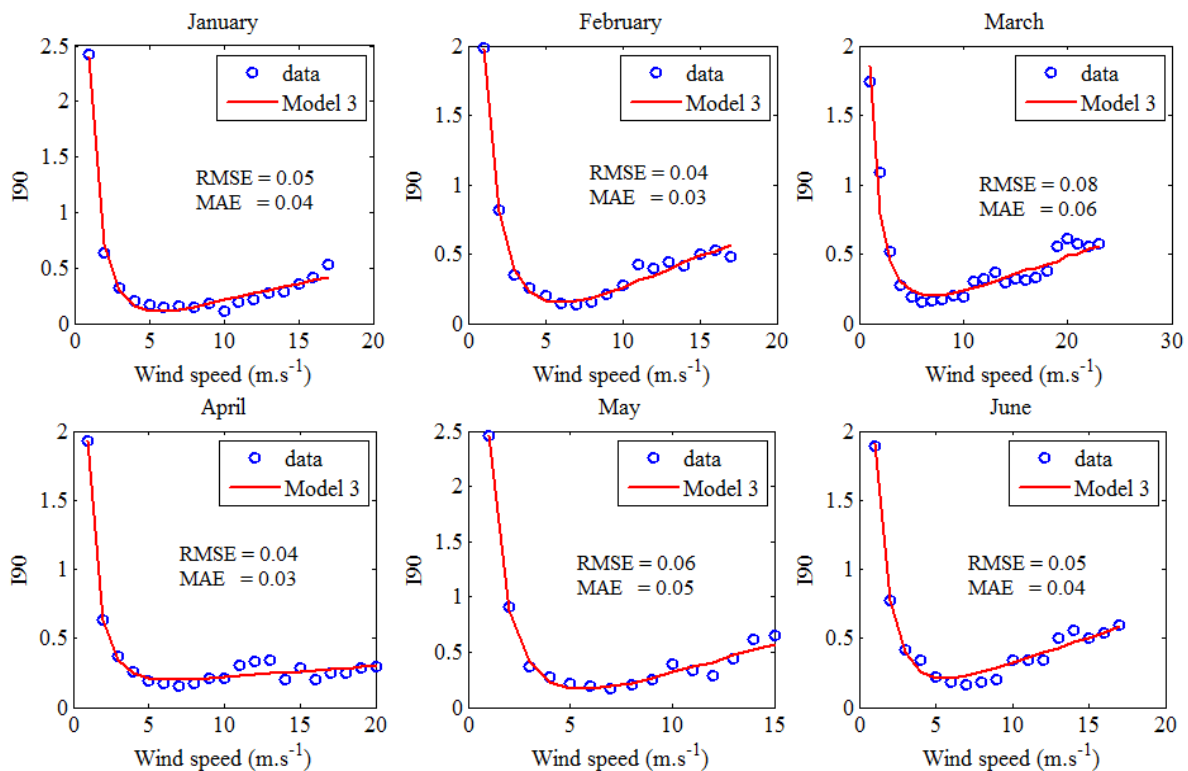 January
2.5
2
1.5
1
0.5
0
0 5 10 15 20
I90
Wind speed (m.s⁻¹)
data
Model 3
RMSE = 0.05
MAE = 0.04
February
2
1.5
1
0.5
0
0 5 10 15 20
I90
Wind speed (m.s⁻¹)
data
Model 3
RMSE = 0.04
MAE = 0.03
March
2
1.5
1
0.5
0
0 10 20 30
I90
Wind speed (m.s⁻¹)
data
Model 3
RMSE = 0.08
MAE = 0.06
April
2
1.5
1
0.5
0
0 5 10 15 20
I90
Wind speed (m.s⁻¹)
data
Model 3
RMSE = 0.04
MAE = 0.03
May
2.5
2
1.5
1
0.5
0
0 5 10 15
I90
Wind speed (m.s⁻¹)
data
Model 3
RMSE = 0.06
MAE = 0.05
June
2
1.5
1
0.5
0
0 5 10 15 20
I90
Wind speed (m.s⁻¹)
data
Model 3
RMSE = 0.05
MAE = 0.04